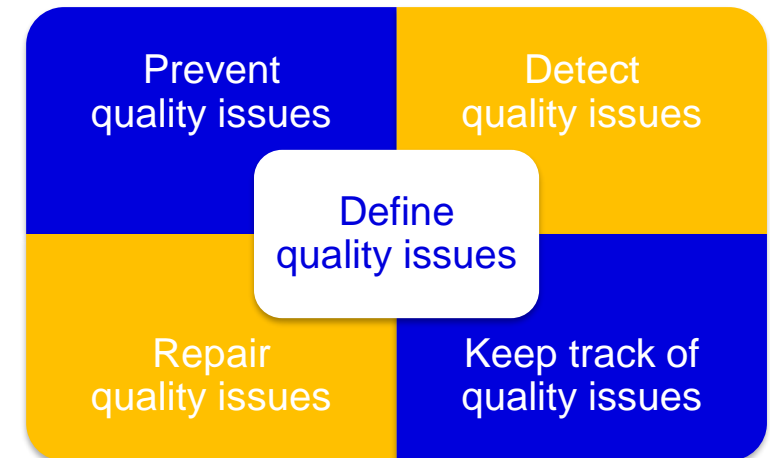 Prevent
quality issues
Detect
quality issues
Define
quality issues
Repair
quality issues
Keep track of
quality issues